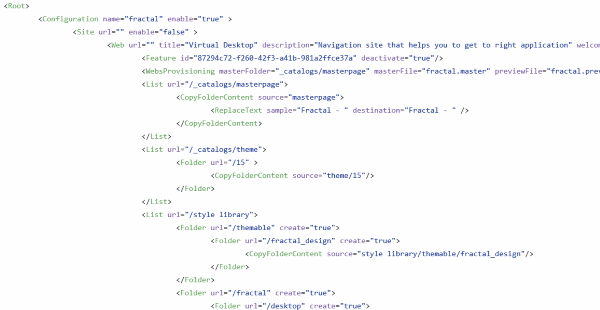 <Root>
<Configuration name="fractal" enable="true" >
<Site url="" enable="false" >
<Web url="" title="Virtual Desktop" description="Navigation site that helps you to get to right application" welcom
<Feature id="87294c72-f260-42f3-a41b-981a2ffce37a" deactivate="true"/>
<WebsProvisioning masterFolder="_catalogs/masterpage" masterFile="fractal.master" previewFile="fractal.prev
<List url="/_catalogs/masterpage">
<CopyFolderContent source="masterpage">
<ReplaceText sample="Fractal - " destination="Fractal - " />
</CopyFolderContent>
</List>
<List url="/_catalogs/theme">
<Folder url="/15" >
<CopyFolderContent source="theme/15"/>
</Folder>
</List>
<List url="/style library">
<Folder url="/themable" create="true">
<Folder url="/fractal_design" create="true">
<CopyFolderContent source="style library/themable/fractal_design"/>
</Folder>
</Folder>
<Folder url="/fractal" create="true">
<Folder url="/desktop" create="true">